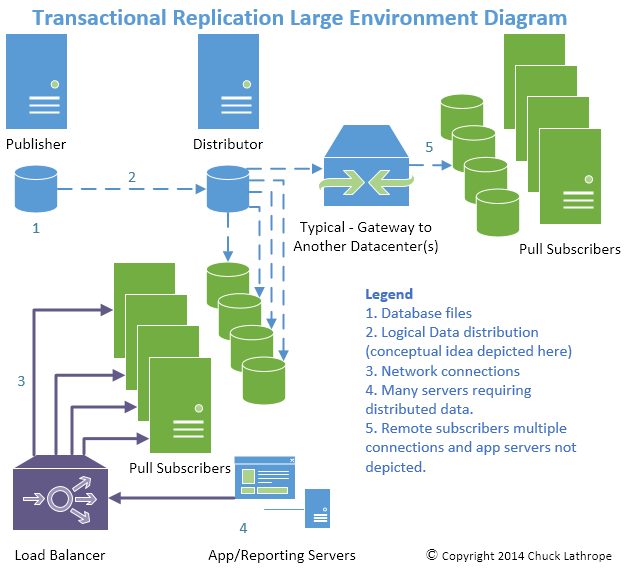 Transactional Replication Large Environment Diagram
Publisher
Distributor
2
1
5
Typical - Gateway to
Another Datacenter(s)
Pull Subscribers
Legend
1. Database files
2. Logical Data distribution
(conceptual idea depicted here)
3. Network connections
4. Many servers requiring
distributed data.
5. Remote subscribers multiple
connections and app servers not
depicted.
3
Pull Subscribers
4
Load Balancer
App/Reporting Servers
© Copyright 2014 Chuck Lathrope